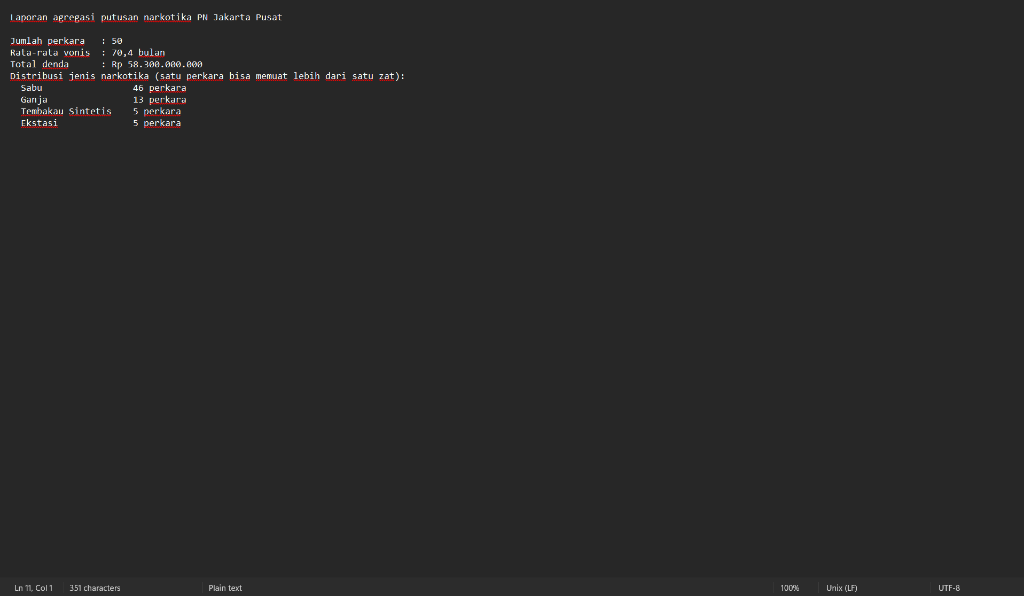 Laporan agregasi putusan narkotika PN Jakarta Pusat
Jumlah perkara   : 50
Rata-rata vonis  : 70,4 bulan
Total denda      : Rp 58.300.000.000
Distribusi jenis narkotika (satu perkara bisa memuat lebih dari satu zat):
  Sabu                 46 perkara
  Ganja                13 perkara
  Tembakau Sintetis    5 perkara
  Ekstasi              5 perkara
Ln 11, Col 1   351 characters   Plain text   100%   Unix (LF)   UTF-8